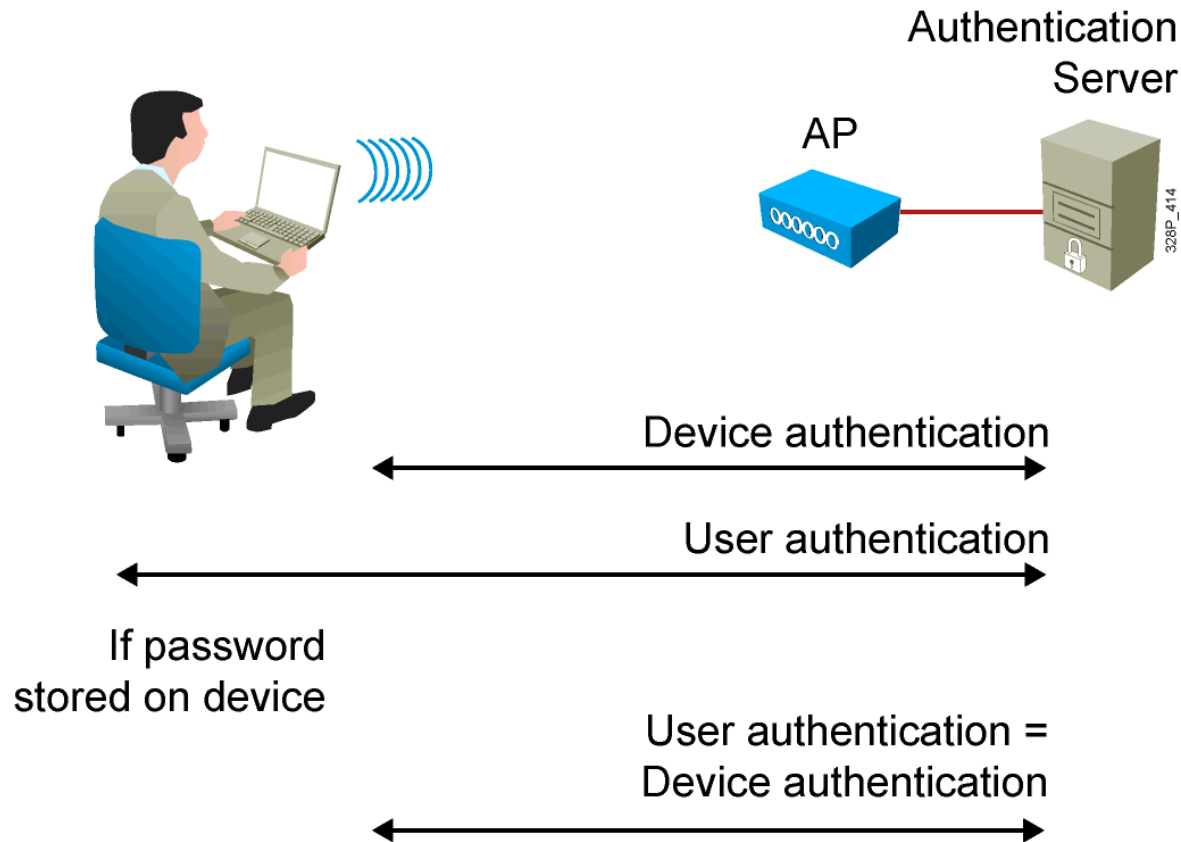 Authentication
Server
AP
328P_414
Device authentication
User authentication
If password
stored on device
User authentication =
Device authentication